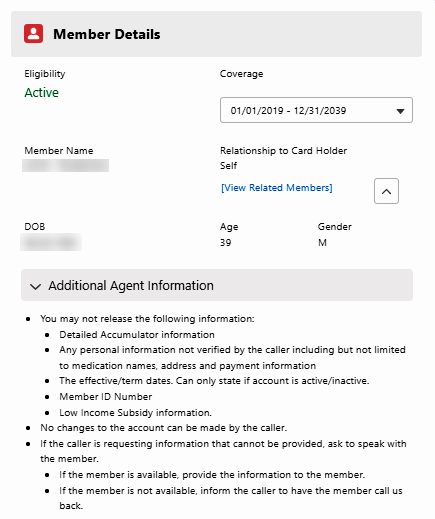 Member Details
Eligibility
Coverage
Active
01/01/2019 - 12/31/2039
Member Name
Relationship to Card Holder
Self
[View Related Members]
DOB
Age
Gender
39
M
Additional Agent Information
You may not release the following information:
Detailed Accumulator information
Any personal information not verified by the caller including but not limited
to medication names, address and payment information
The effective/term dates. Can only state if account is active/inactive.
Member ID Number
Low Income Subsidy information.
No changes to the account can be made by the caller.
If the caller is requesting information that cannot be provided, ask to speak with
the member.
If the member is available, provide the information to the member.
If the member is not available, inform the caller to have the member call us
back.